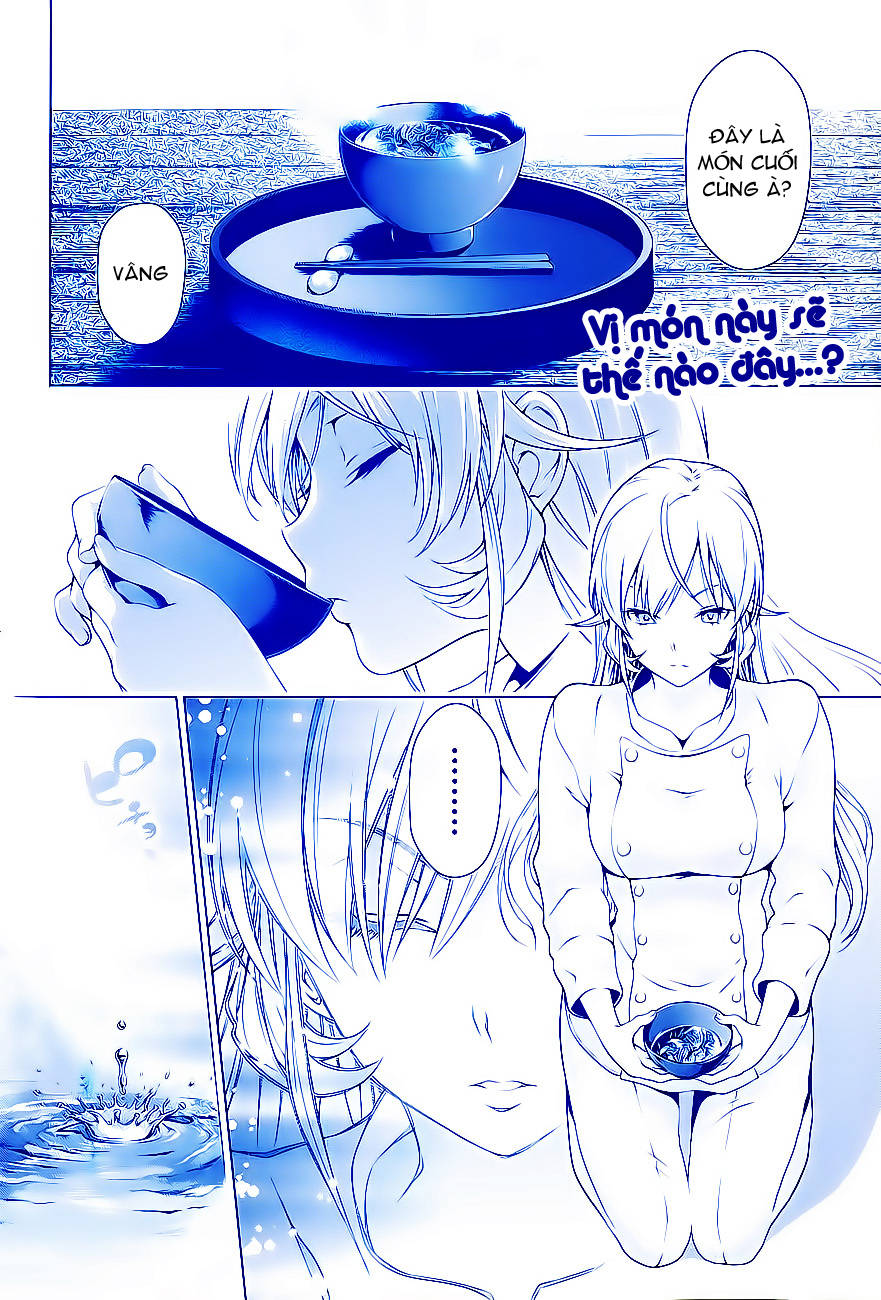 ĐÂY LÀ
MÓN CUỐI
CÙNG À?
VÂNG
Vị món này sẽ
thế nào đây...?
........